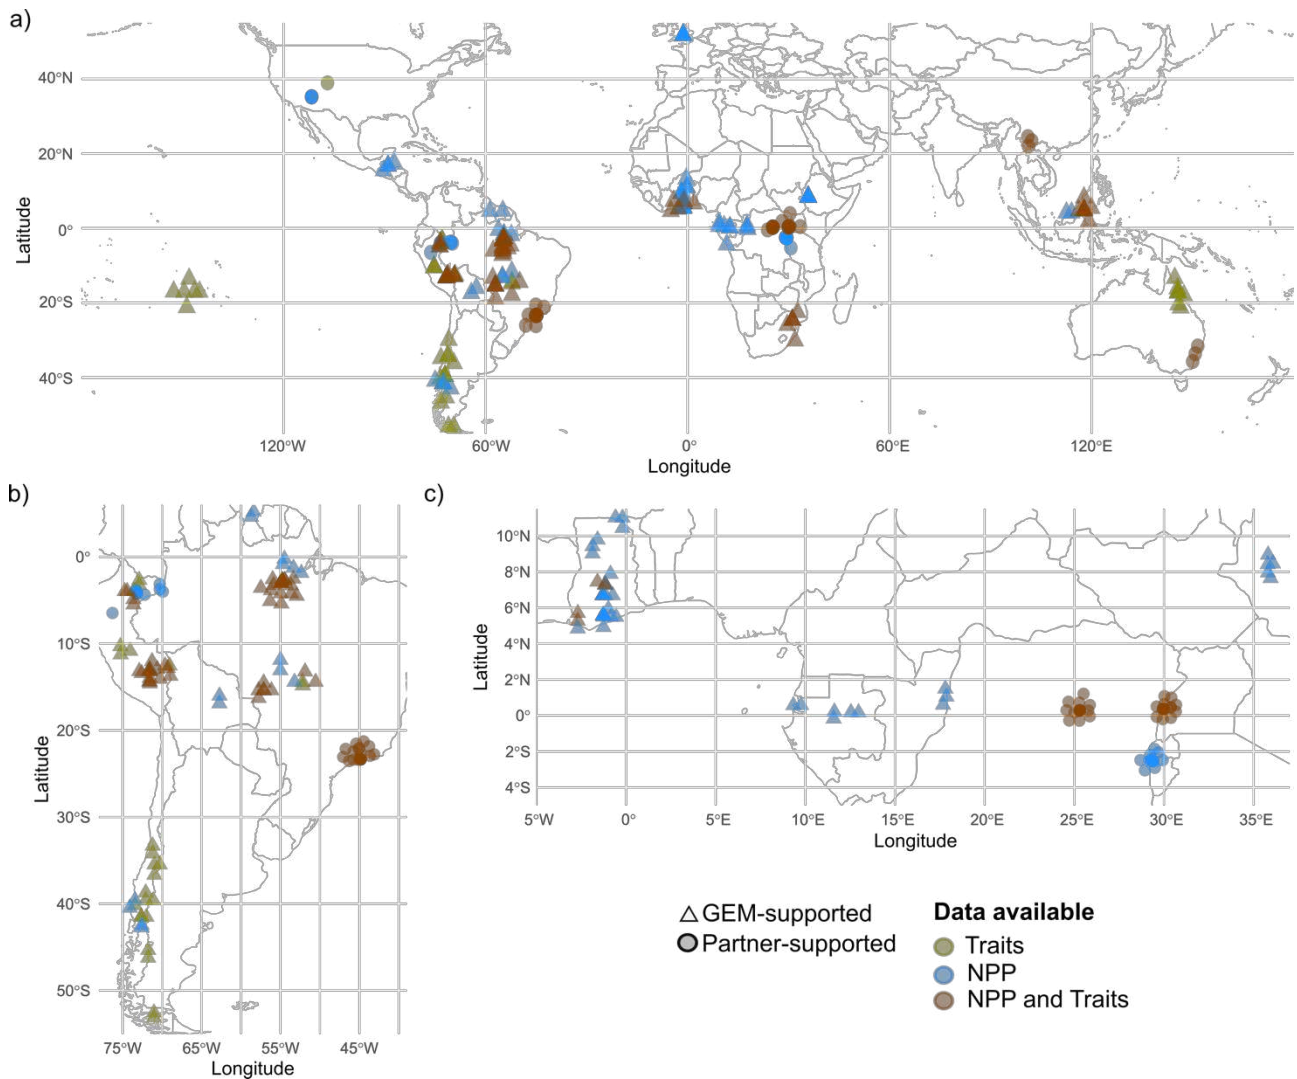 a)
40°N
20°N
0°
20°S
40°S
Latitude
120°W
60°W
0°
60°E
120°E
Longitude
b)
0°
10°S
20°S
30°S
40°S
50°S
Latitude
75°W
65°W
55°W
45°W
Longitude
c)
10°N
8°N
6°N
4°N
2°N
0°
2°S
4°S
Latitude
5°W
0°
5°E
10°E
15°E
20°E
25°E
30°E
35°E
Longitude
GEM-supported
Partner-supported
Data available
Traits
NPP
NPP and Traits